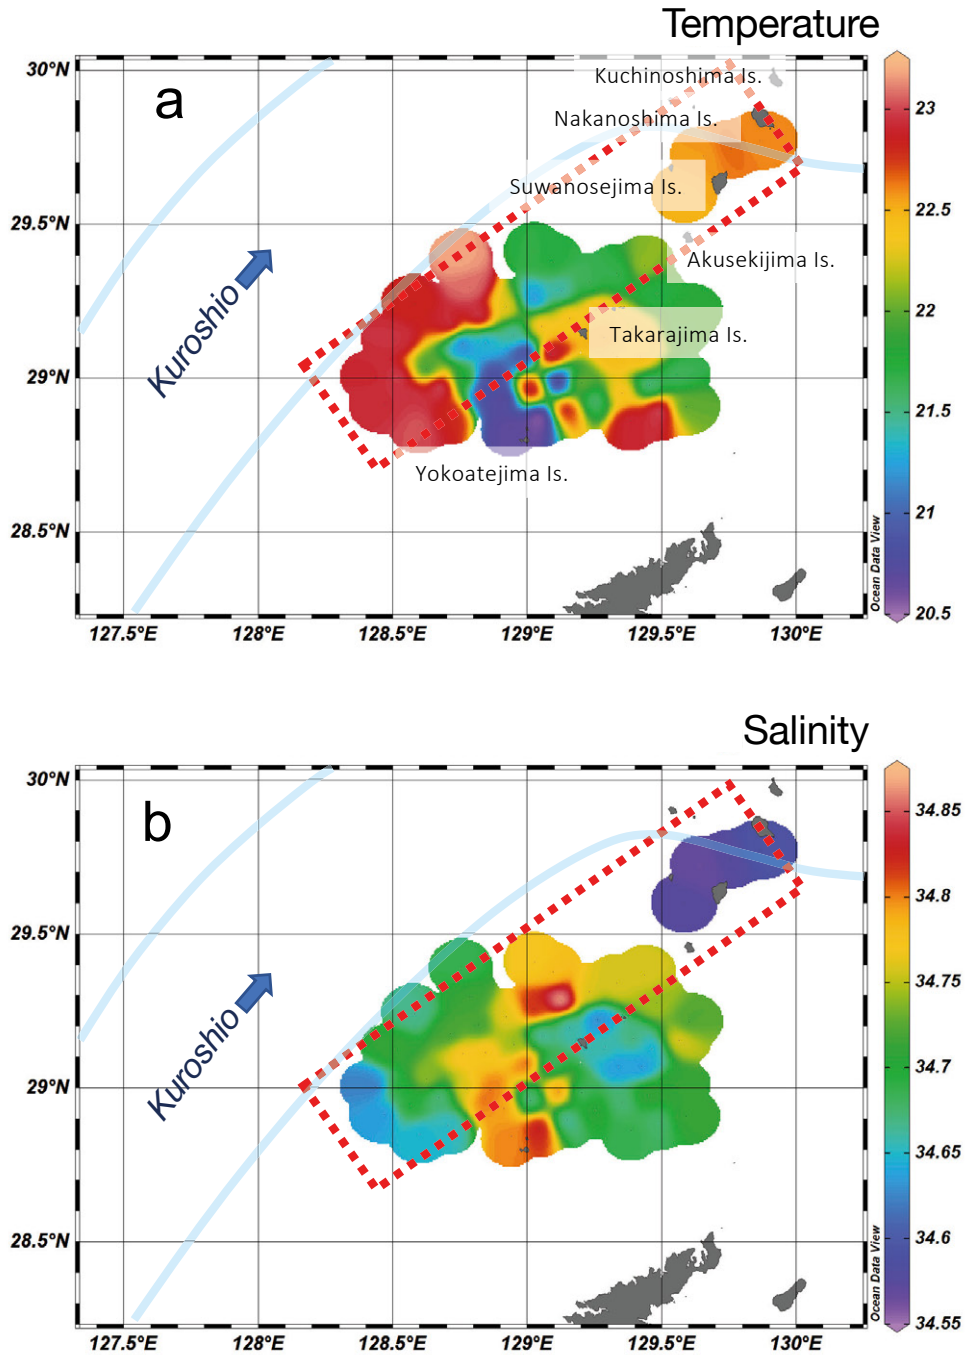 Temperature
a
30°N
29.5°N
29°N
28.5°N
127.5°E
128°E
128.5°E
129°E
129.5°E
130°E
Kuchinoshima Is.
Nakanoshima Is.
Suwanosejima Is.
Akusekijima Is.
Takarajima Is.
Yokoatejima Is.
Kuroshio
23
22.5
22
21.5
21
20.5
Ocean Data View
Salinity
b
30°N
29.5°N
29°N
28.5°N
127.5°E
128°E
128.5°E
129°E
129.5°E
130°E
Kuroshio
34.85
34.8
34.75
34.7
34.65
34.6
34.55
Ocean Data View